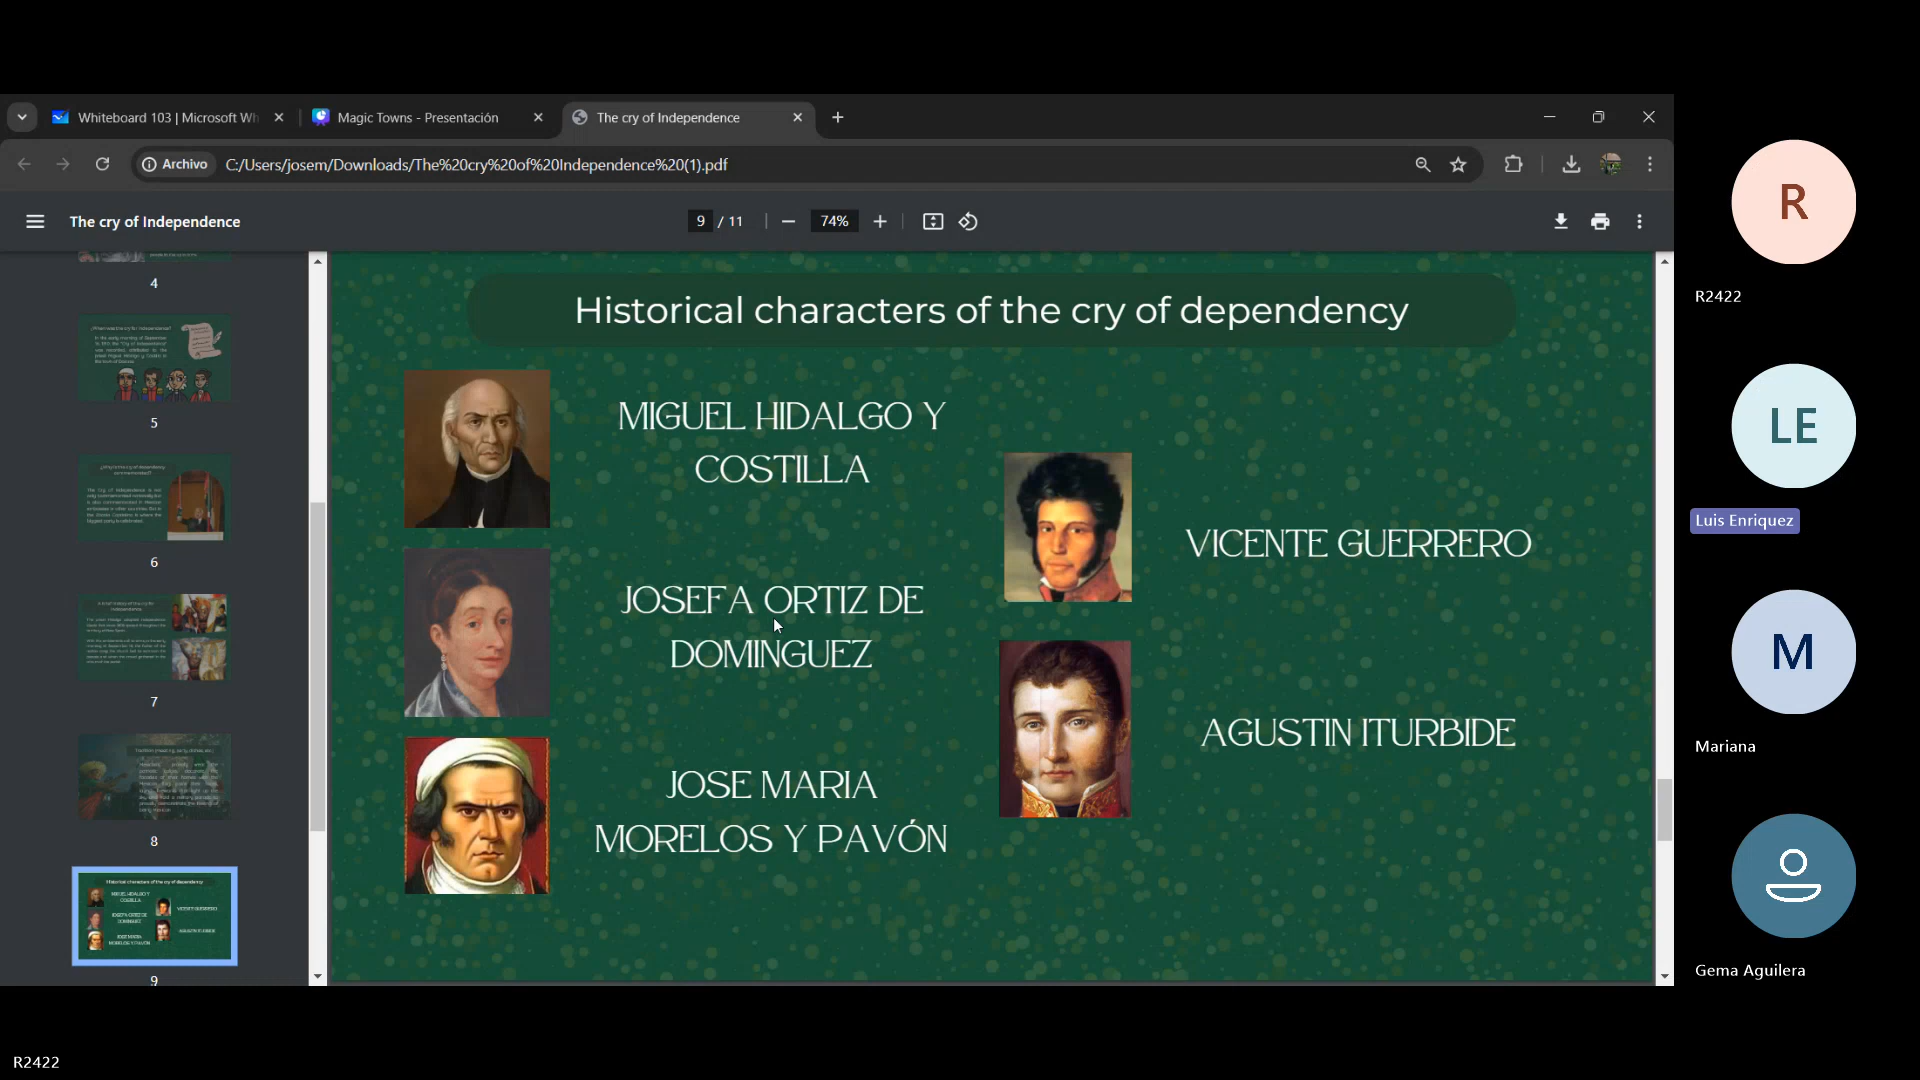 Whiteboard 103 | Microsoft Wh
Magic Towns - Presentación
The cry of Independence
Archivo
C:/Users/josem/Downloads/The%20cry%20of%20Independence%20(1).pdf
The cry of Independence
9 / 11
74%
4
5
6
7
8
9
Historical characters of the cry of dependency
MIGUEL HIDALGO Y
COSTILLA
JOSEFA ORTIZ DE
DOMINGUEZ
JOSE MARIA
MORELOS Y PAVÓN
VICENTE GUERRERO
AGUSTIN ITURBIDE
R
R2422
LE
Luis Enriquez
M
Mariana
Gema Aguilera
R2422